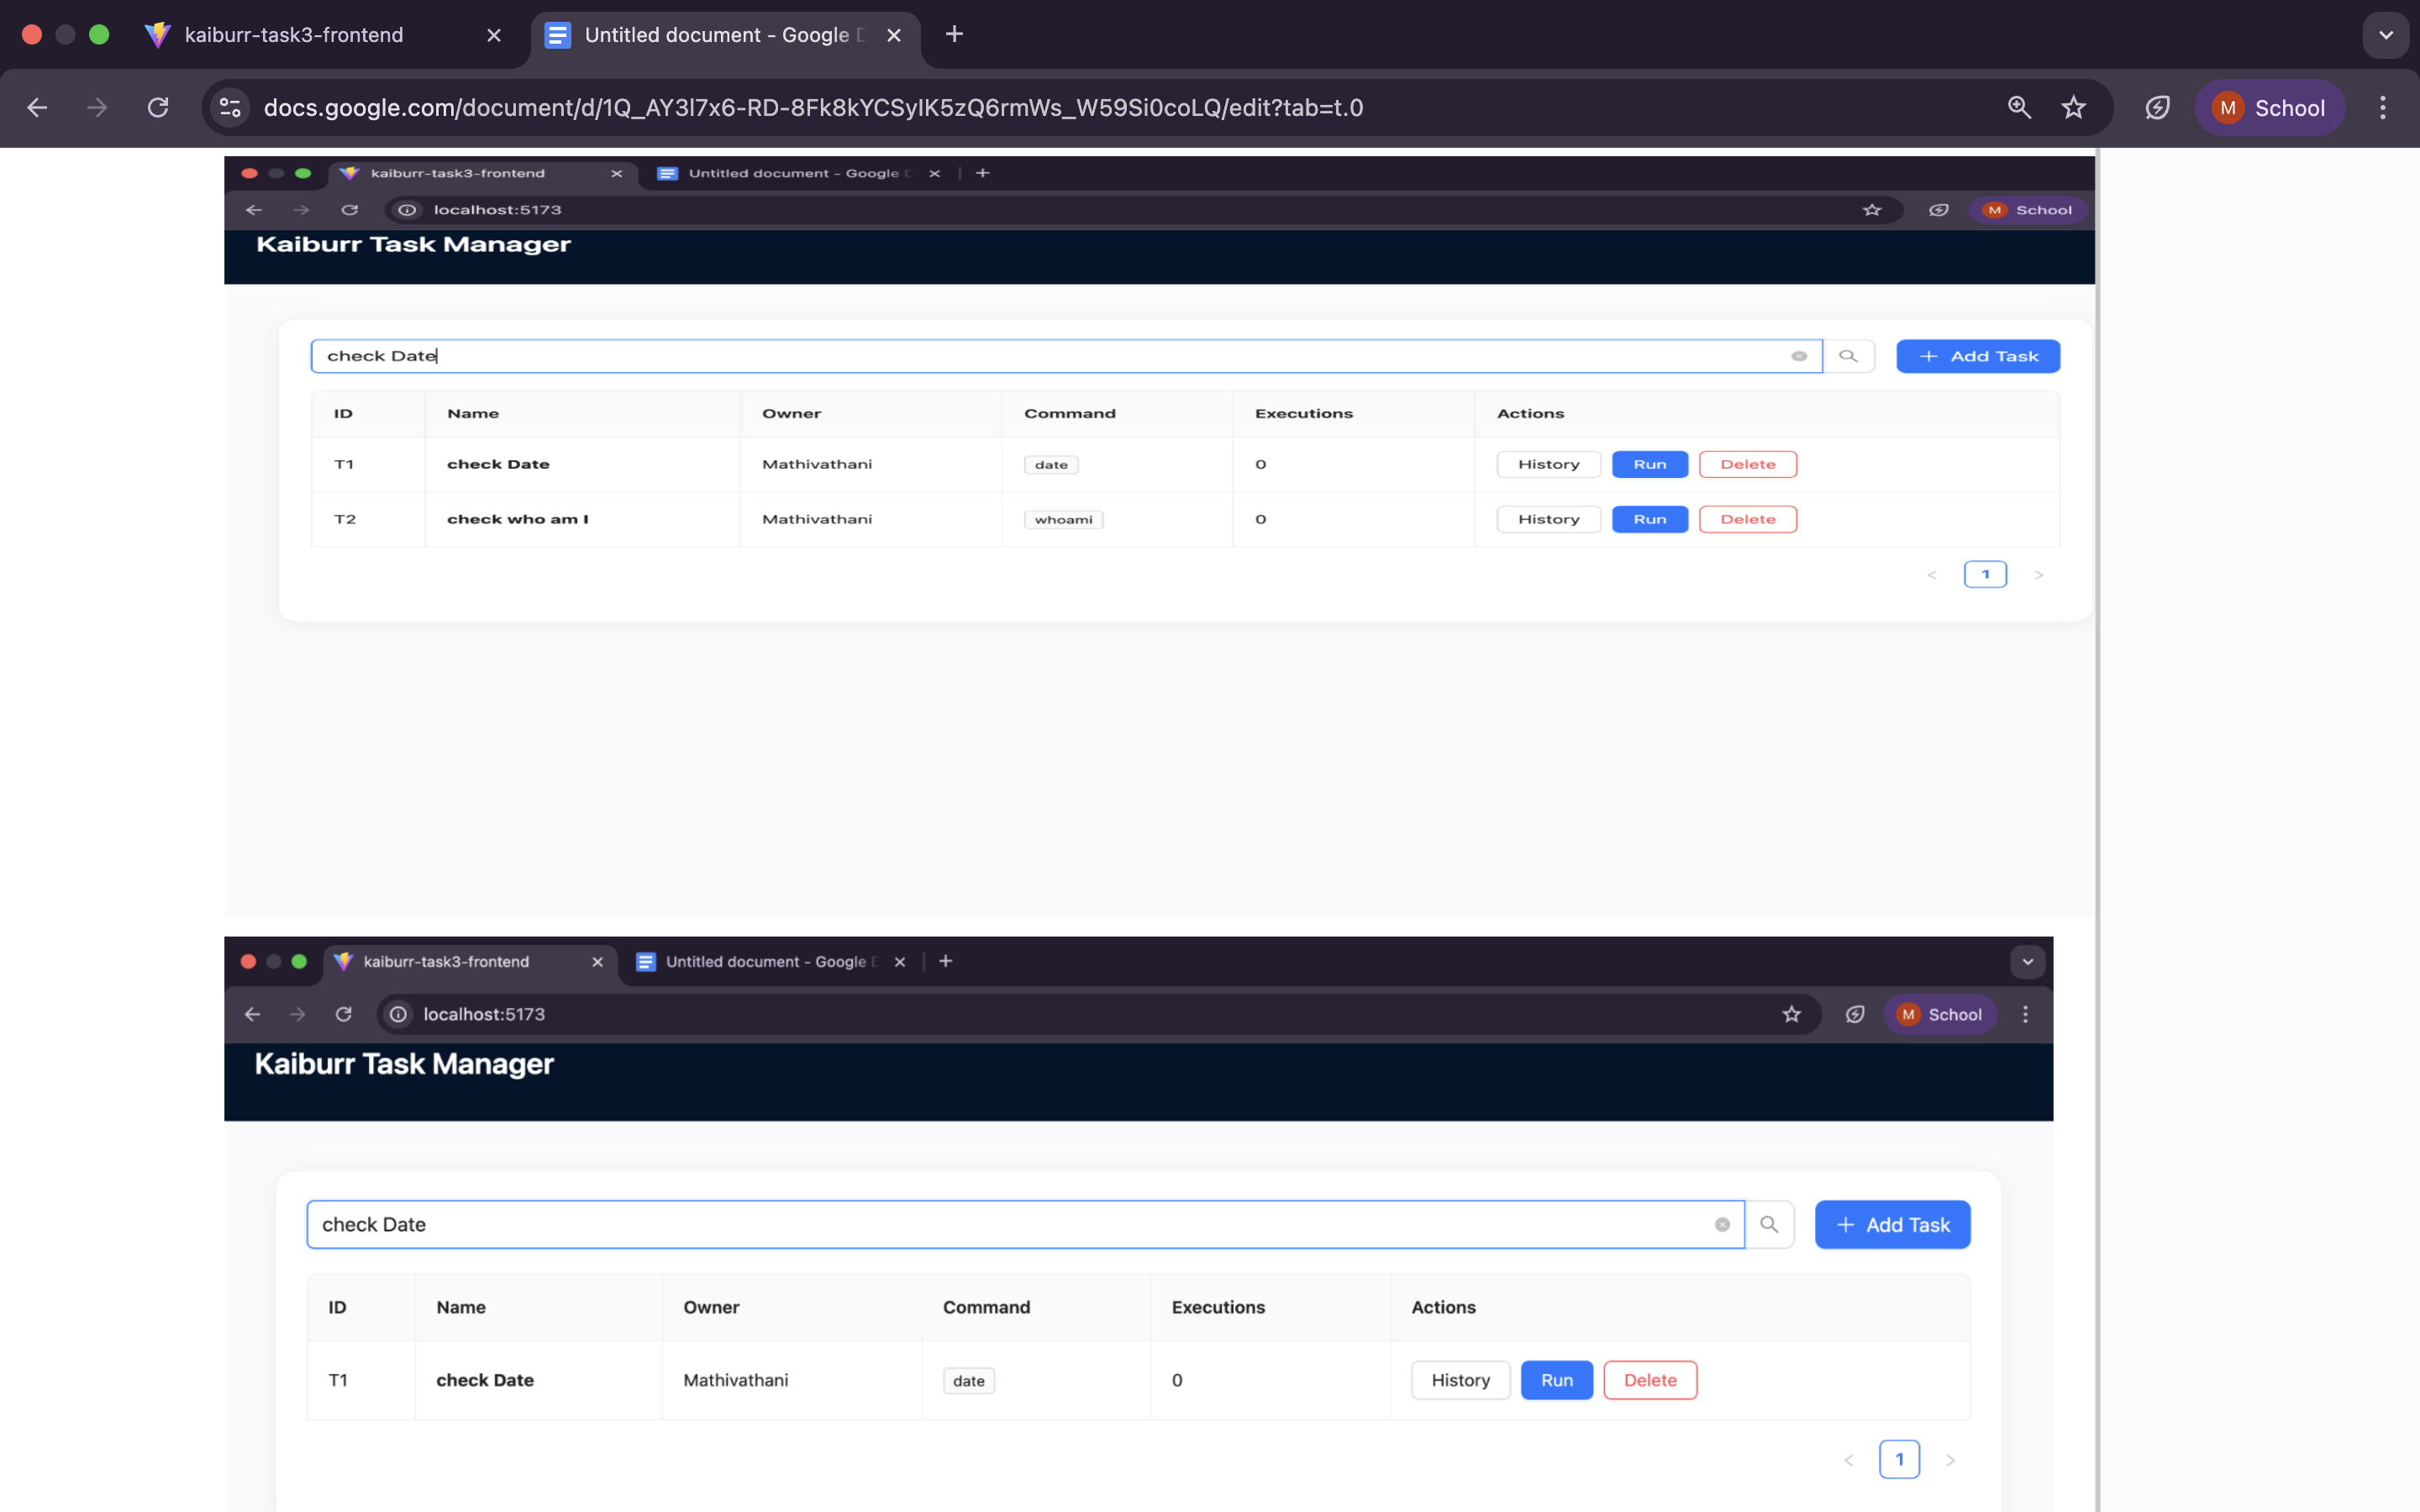 kaiburr-task3-frontend
Untitled document - Google D
docs.google.com/document/d/1Q_AY3l7x6-RD-8Fk8kYCSyIK5zQ6rmWs_W59Si0coLQ/edit?tab=t.0
M School
kaiburr-task3-frontend
Untitled document - Google D
localhost:5173
M School
Kaiburr Task Manager
check Date
+ Add Task
ID Name Owner Command Executions Actions
T1 check Date Mathivathani date 0 History Run Delete
T2 check who am I Mathivathani whoami 0 History Run Delete
< 1 >
kaiburr-task3-frontend
Untitled document - Google D
localhost:5173
M School
Kaiburr Task Manager
check Date
+ Add Task
ID Name Owner Command Executions Actions
T1 check Date Mathivathani date 0 History Run Delete
< 1 >